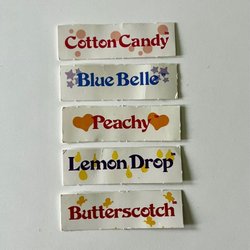 Cotton Candy
Blue Belle
Peachy
Lemon Drop
Butterscotch